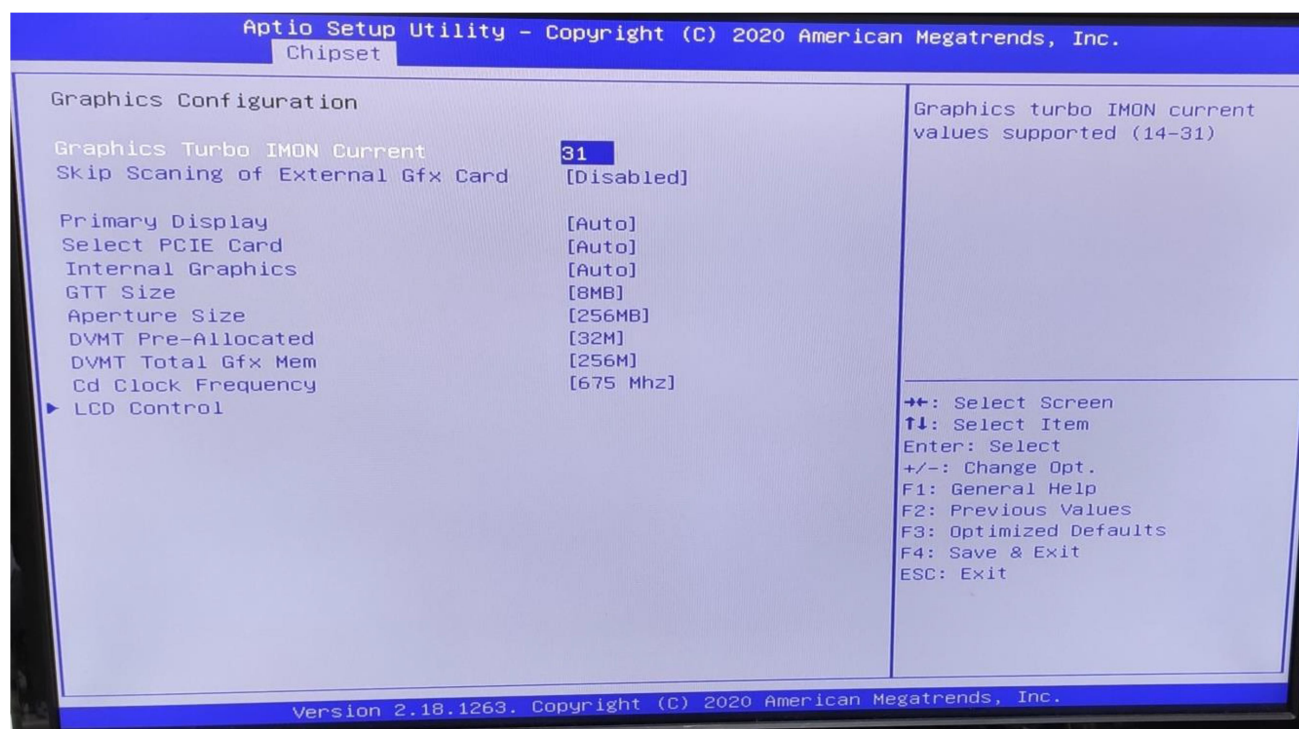 Aptio Setup Utility – Copyright (C) 2020 American Megatrends, Inc.
Chipset
Graphics Configuration
Graphics Turbo IMON Current 31
Skip Scaning of External Gfx Card [Disabled]
Primary Display [Auto]
Select PCIE Card [Auto]
Internal Graphics [Auto]
GTT Size [8MB]
Aperture Size [256MB]
DVMT Pre-Allocated [32M]
DVMT Total Gfx Mem [256M]
Cd Clock Frequency [675 Mhz]
▶ LCD Control
Graphics turbo IMON current
values supported (14-31)
→←: Select Screen
↑↓: Select Item
Enter: Select
+/-: Change Opt.
F1: General Help
F2: Previous Values
F3: Optimized Defaults
F4: Save & Exit
ESC: Exit
Version 2.18.1263. Copyright (C) 2020 American Megatrends, Inc.